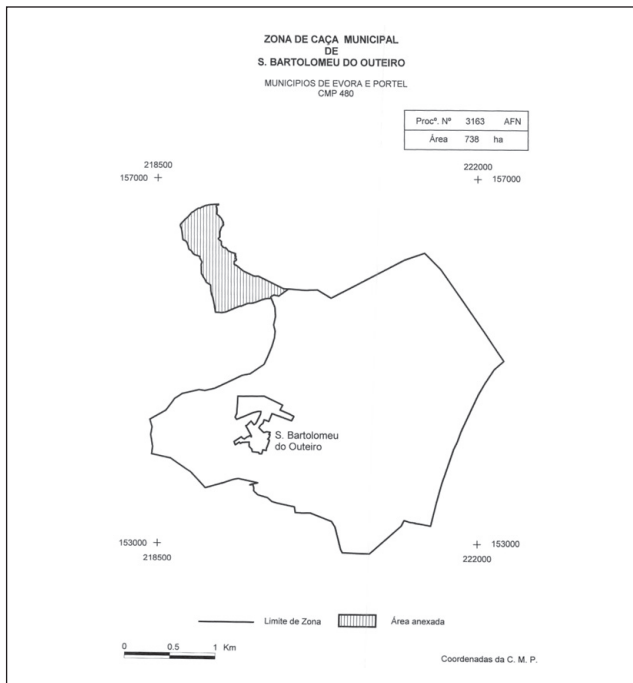 ZONA DE CAÇA MUNICIPAL
DE
S. BARTOLOMEU DO OUTEIRO
MUNICIPIOS DE EVORA E PORTEL
CMP 480
Procº. Nº 3163 AFN
Área 738 ha
218500
157000
222000
157000
S. Bartolomeu
do Outeiro
153000
218500
153000
222000
Limite de Zona
Área anexada
0 0.5 1 Km
Coordenadas da C. M. P.